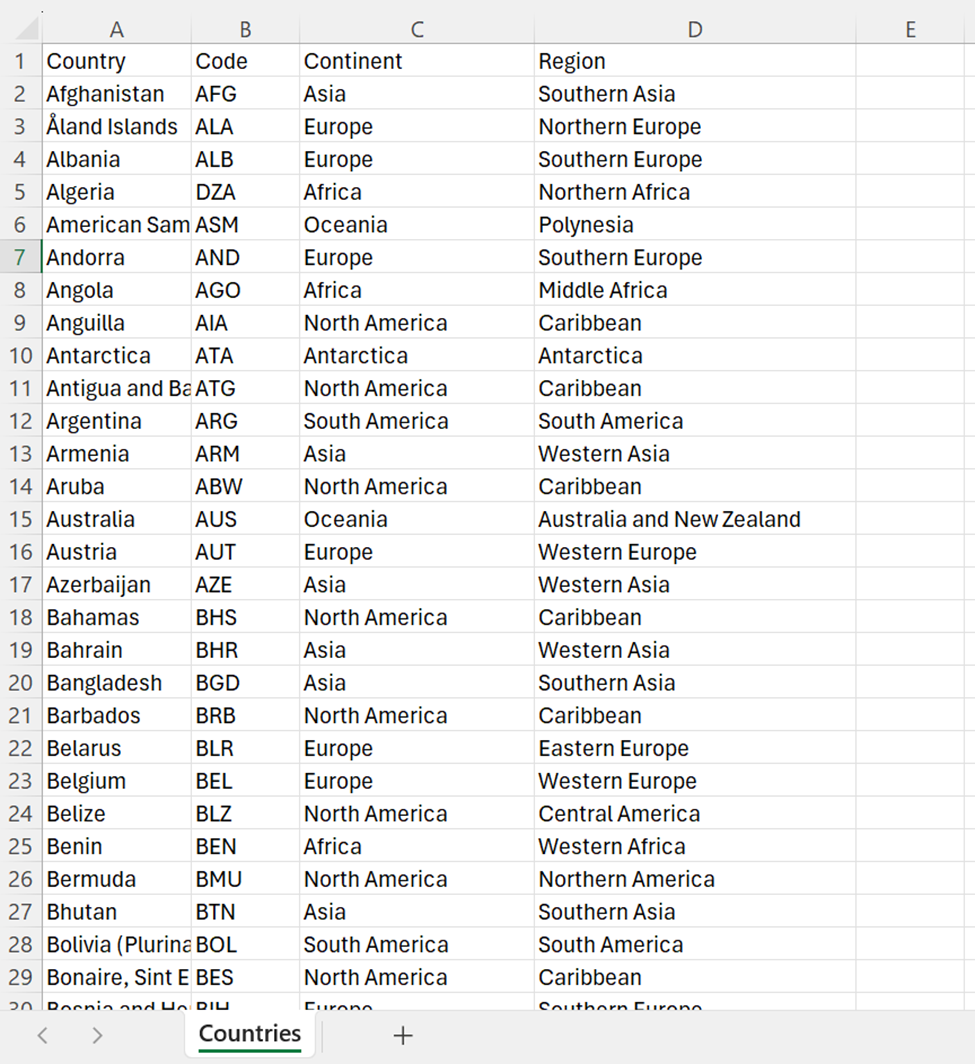 A B C D E
1 Country Code Continent Region
2 Afghanistan AFG Asia Southern Asia
3 Åland Islands ALA Europe Northern Europe
4 Albania ALB Europe Southern Europe
5 Algeria DZA Africa Northern Africa
6 American Sam ASM Oceania Polynesia
7 Andorra AND Europe Southern Europe
8 Angola AGO Africa Middle Africa
9 Anguilla AIA North America Caribbean
10 Antarctica ATA Antarctica Antarctica
11 Antigua and Ba ATG North America Caribbean
12 Argentina ARG South America South America
13 Armenia ARM Asia Western Asia
14 Aruba ABW North America Caribbean
15 Australia AUS Oceania Australia and New Zealand
16 Austria AUT Europe Western Europe
17 Azerbaijan AZE Asia Western Asia
18 Bahamas BHS North America Caribbean
19 Bahrain BHR Asia Western Asia
20 Bangladesh BGD Asia Southern Asia
21 Barbados BRB North America Caribbean
22 Belarus BLR Europe Eastern Europe
23 Belgium BEL Europe Western Europe
24 Belize BLZ North America Central America
25 Benin BEN Africa Western Africa
26 Bermuda BMU North America Northern America
27 Bhutan BTN Asia Southern Asia
28 Bolivia (Plurina BOL South America South America
29 Bonaire, Sint E BES North America Caribbean
30 Bosnia and He BIH Europe Southern Europe
Countries